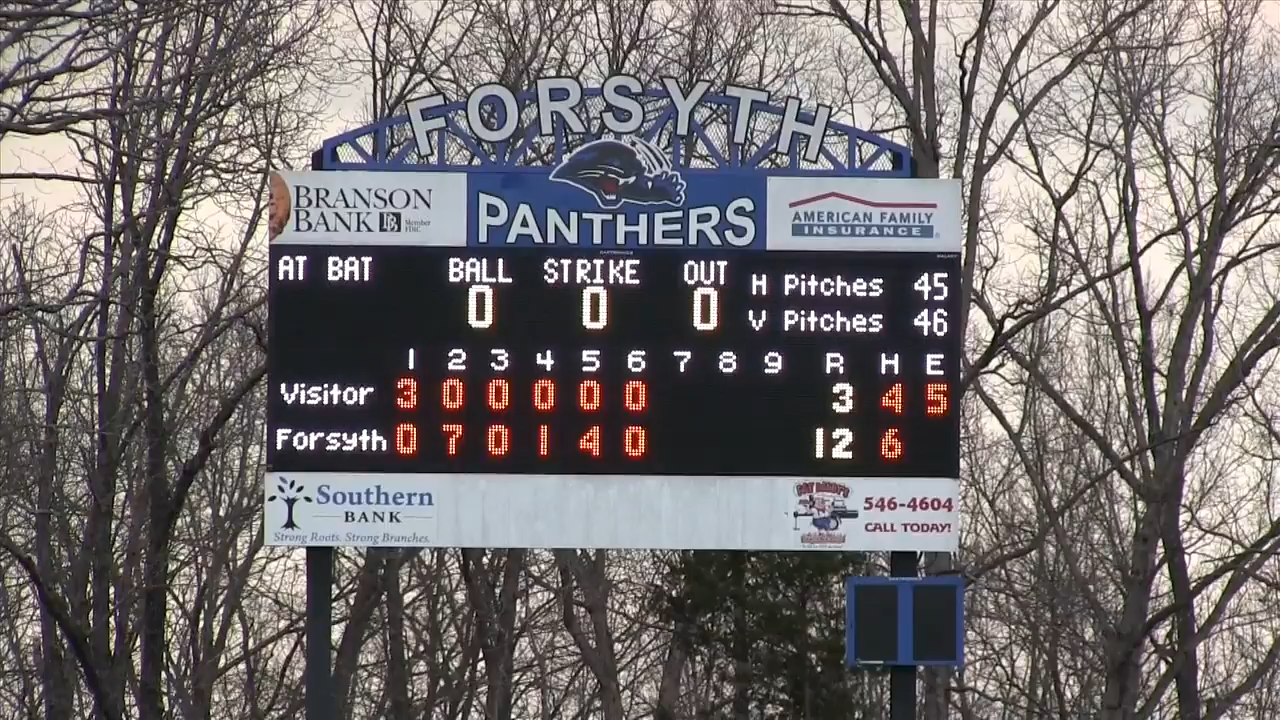 FORSYTH
BRANSON BANK
Member FDIC
PANTHERS
AMERICAN FAMILY
INSURANCE
AT BAT BALL STRIKE OUT H Pitches 45
0 0 0 V Pitches 46
1 2 3 4 5 6 7 8 9 R H E
Visitor 3 0 0 0 0 0 3 4 5
Forsyth 0 7 0 1 4 0 12 6
Southern
BANK
Strong Roots. Strong Branches.
546-4604
CALL TODAY!